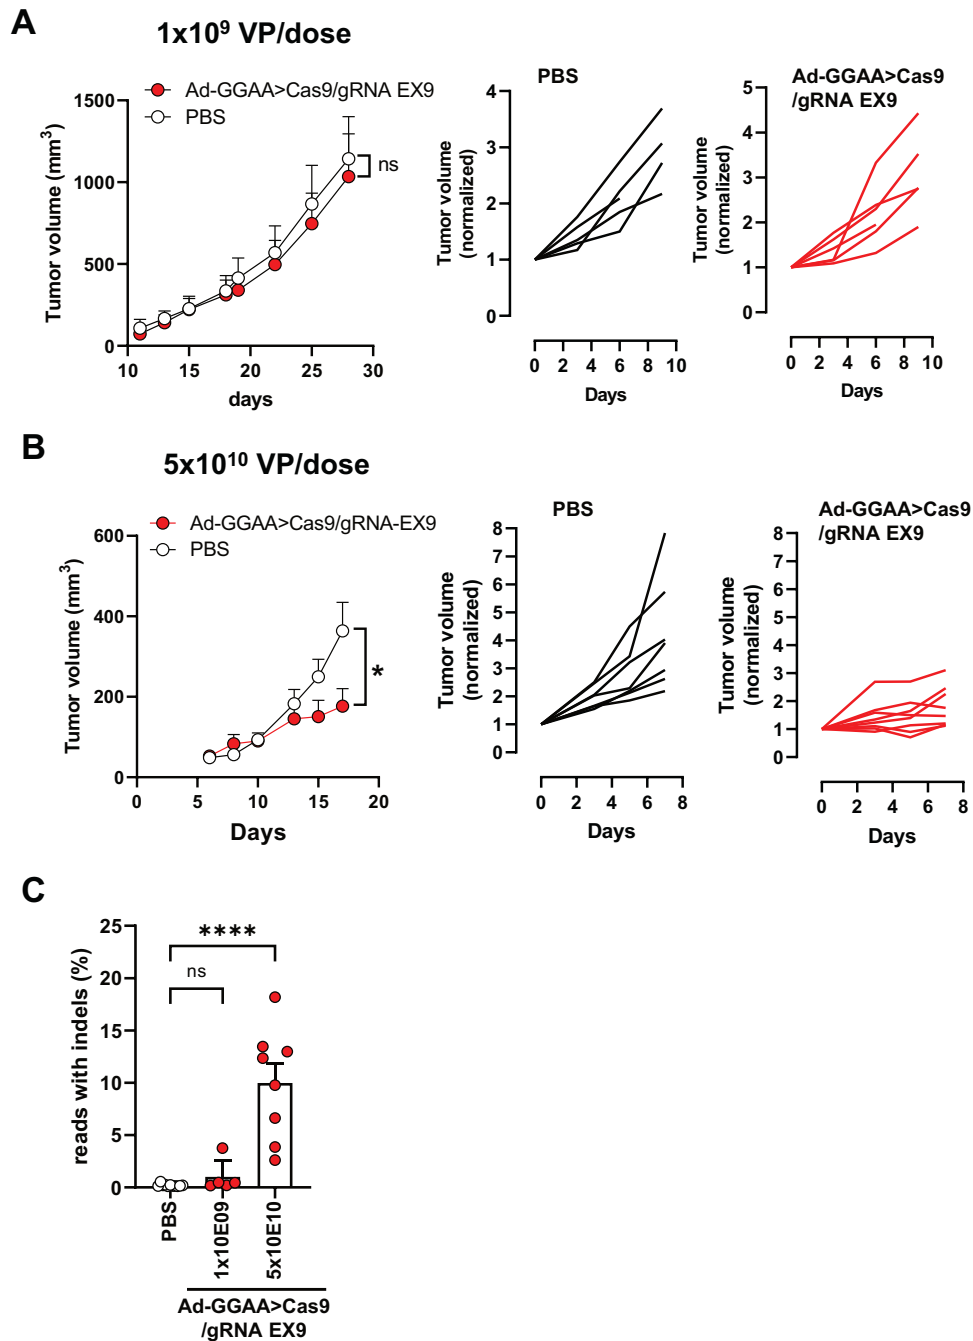 A
1x10⁹ VP/dose
Ad-GGAA>Cas9/gRNA EX9
PBS
Tumor volume (mm³)
1500
1000
500
0
ns
10 15 20 25 30
days
PBS
Tumor volume
(normalized)
4
3
2
1
0
0 2 4 6 8 10
Days
Ad-GGAA>Cas9
/gRNA EX9
Tumor volume
(normalized)
5
4
3
2
1
0
0 2 4 6 8 10
Days
B
5x10¹⁰ VP/dose
Ad-GGAA>Cas9/gRNA-EX9
PBS
Tumor volume (mm³)
600
400
200
0
*
0 5 10 15 20
Days
PBS
Tumor volume
(normalized)
8
7
6
5
4
3
2
1
0
0 2 4 6 8
Days
Ad-GGAA>Cas9
/gRNA EX9
Tumor volume
(normalized)
8
7
6
5
4
3
2
1
0
0 2 4 6 8
Days
C
reads with indels (%)
25
20
15
10
5
0
****
ns
PBS
1x10E09
5x10E10
Ad-GGAA>Cas9
/gRNA EX9